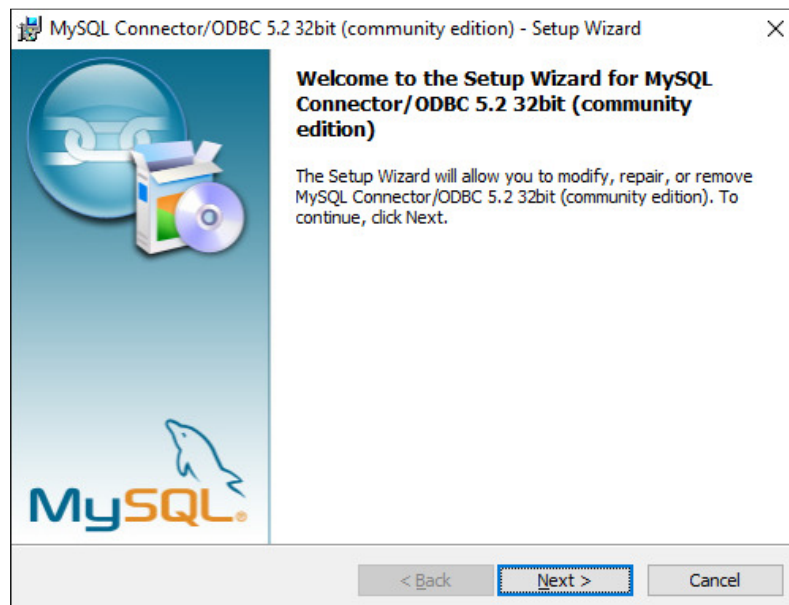 MySQL Connector/ODBC 5.2 32bit (community edition) - Setup Wizard
Welcome to the Setup Wizard for MySQL
Connector/ODBC 5.2 32bit (community
edition)
The Setup Wizard will allow you to modify, repair, or remove
MySQL Connector/ODBC 5.2 32bit (community edition). To
continue, click Next.
MySQL®
< Back
Next >
Cancel